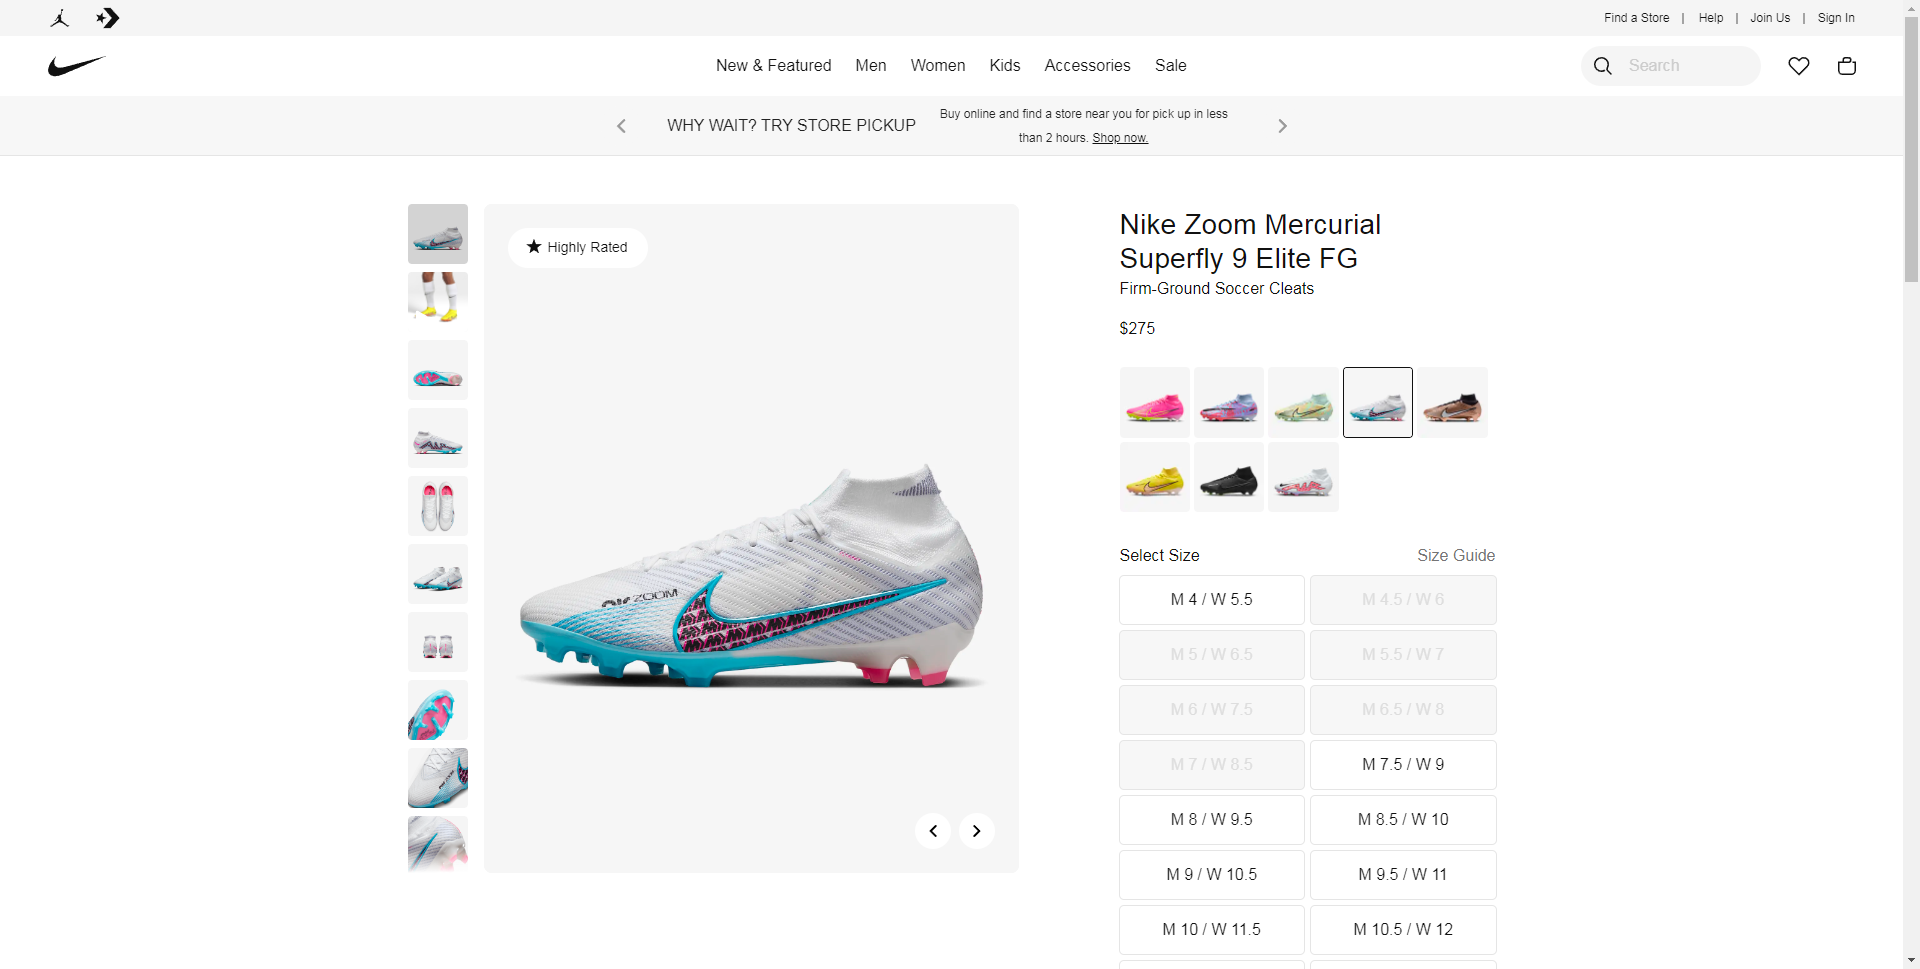 Find a Store | Help | Join Us | Sign In
New & Featured Men Women Kids Accessories Sale
Search
WHY WAIT? TRY STORE PICKUP
Buy online and find a store near you for pick up in less
than 2 hours. Shop now.
Highly Rated
ZOOM
Nike Zoom Mercurial
Superfly 9 Elite FG
Firm-Ground Soccer Cleats
$275
Select Size
Size Guide
M 4 / W 5.5
M 4.5 / W 6
M 5 / W 6.5
M 5.5 / W 7
M 6 / W 7.5
M 6.5 / W 8
M 7 / W 8.5
M 7.5 / W 9
M 8 / W 9.5
M 8.5 / W 10
M 9 / W 10.5
M 9.5 / W 11
M 10 / W 11.5
M 10.5 / W 12